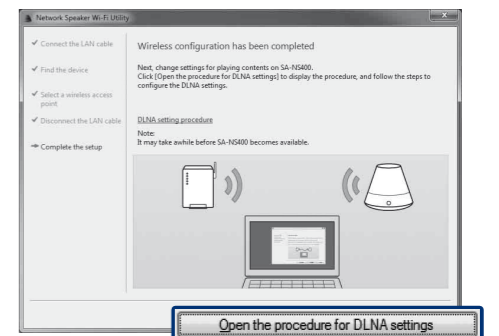 Network Speaker Wi-Fi Utility
✓ Connect the LAN cable
✓ Find the device
✓ Select a wireless access
point
✓ Disconnect the LAN cable
➞ Complete the setup
Wireless configuration has been completed
Next, change settings for playing contents on SA-NS400.
Click [Open the procedure for DLNA settings] to display the procedure, and follow the steps to
configure the DLNA settings.
DLNA setting procedure
Note:
It may take awhile before SA-NS400 becomes available.
Open the procedure for DLNA settings